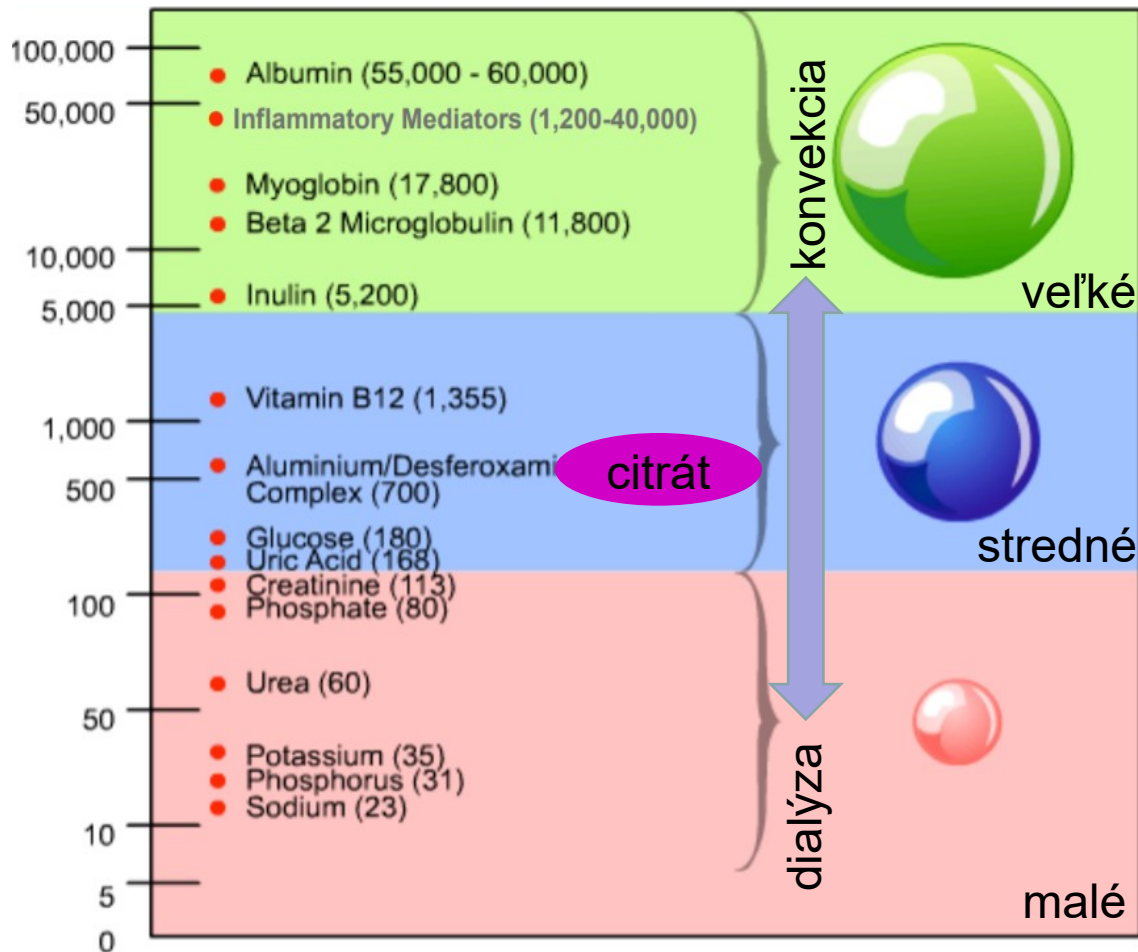 100,000
Albumin (55,000 - 60,000)
50,000
Inflammatory Mediators (1,200-40,000)
Myoglobin (17,800)
Beta 2 Microglobulin (11,800)
10,000
Inulin (5,200)
5,000
konvekcia
veľké
Vitamin B12 (1,355)
1,000
Aluminium/Desferoxami
citrát
500
Complex (700)
Glucose (180)
stredné
Uric Acid (168)
Creatinine (113)
100
Phosphate (80)
Urea (60)
50
Potassium (35)
Phosphorus (31)
Sodium (23)
10
dialýza
5
malé
0